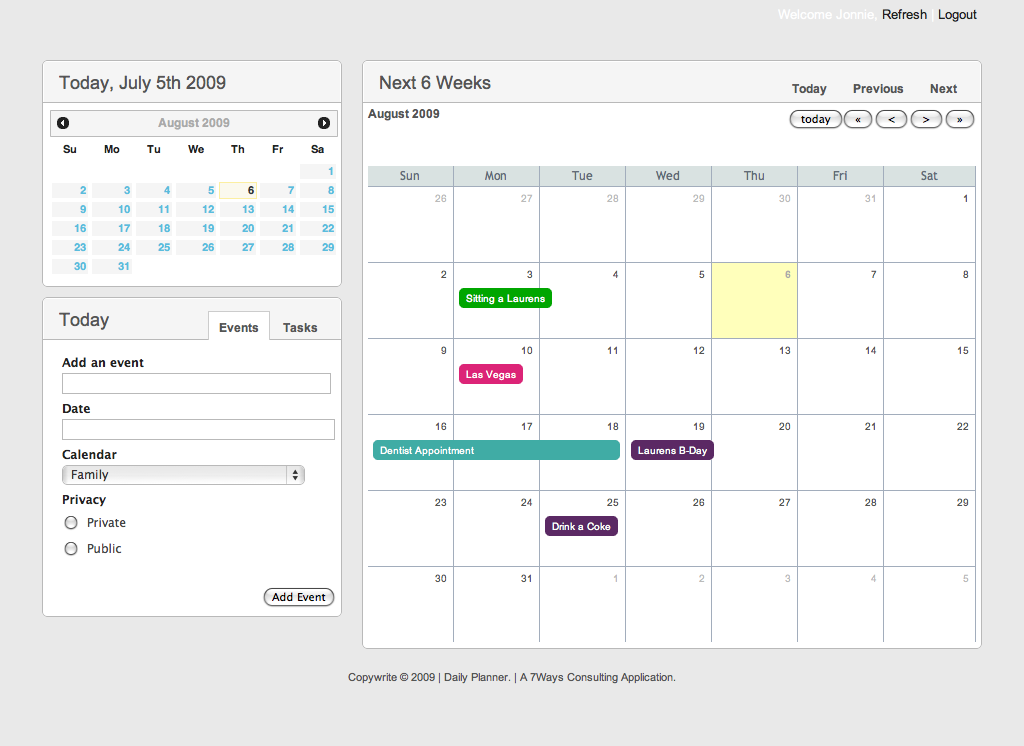 Welcome Jonnie, Refresh | Logout
Today, July 5th 2009
August 2009
Su Mo Tu We Th Fr Sa
1
2 3 4 5 6 7 8
9 10 11 12 13 14 15
16 17 18 19 20 21 22
23 24 25 26 27 28 29
30 31
Today
Events Tasks
Add an event
Date
Calendar
Family
Privacy
Private
Public
Add Event
Next 6 Weeks
Today Previous Next
August 2009
today « < > »
Sun Mon Tue Wed Thu Fri Sat
26 27 28 29 30 31 1
2 3 4 5 6 7 8
Sitting a Laurens
9 10 11 12 13 14 15
Las Vegas
16 17 18 19 20 21 22
Dentist Appointment Laurens B-Day
23 24 25 26 27 28 29
Drink a Coke
30 31 1 2 3 4 5
Copywrite © 2009 | Daily Planner. | A 7Ways Consulting Application.